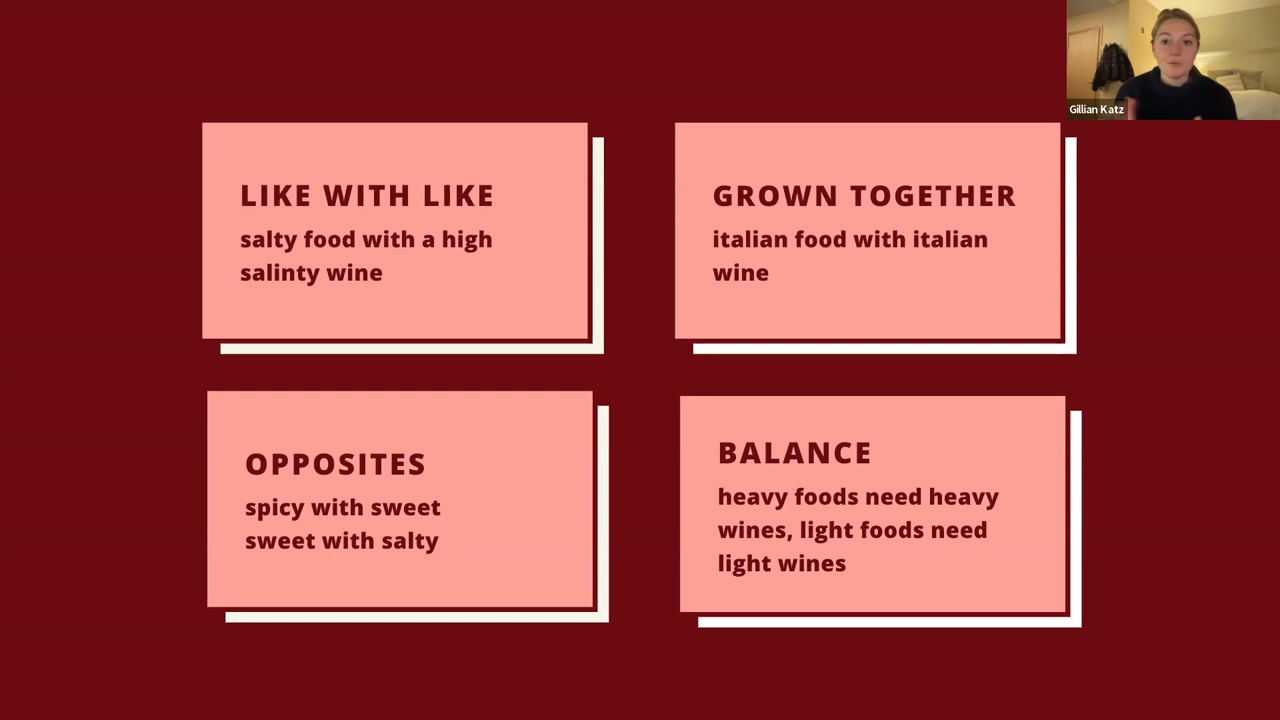 Gillian Katz
LIKE WITH LIKE
salty food with a high
salinty wine
GROWN TOGETHER
italian food with italian
wine
OPPOSITES
spicy with sweet
sweet with salty
BALANCE
heavy foods need heavy
wines, light foods need
light wines